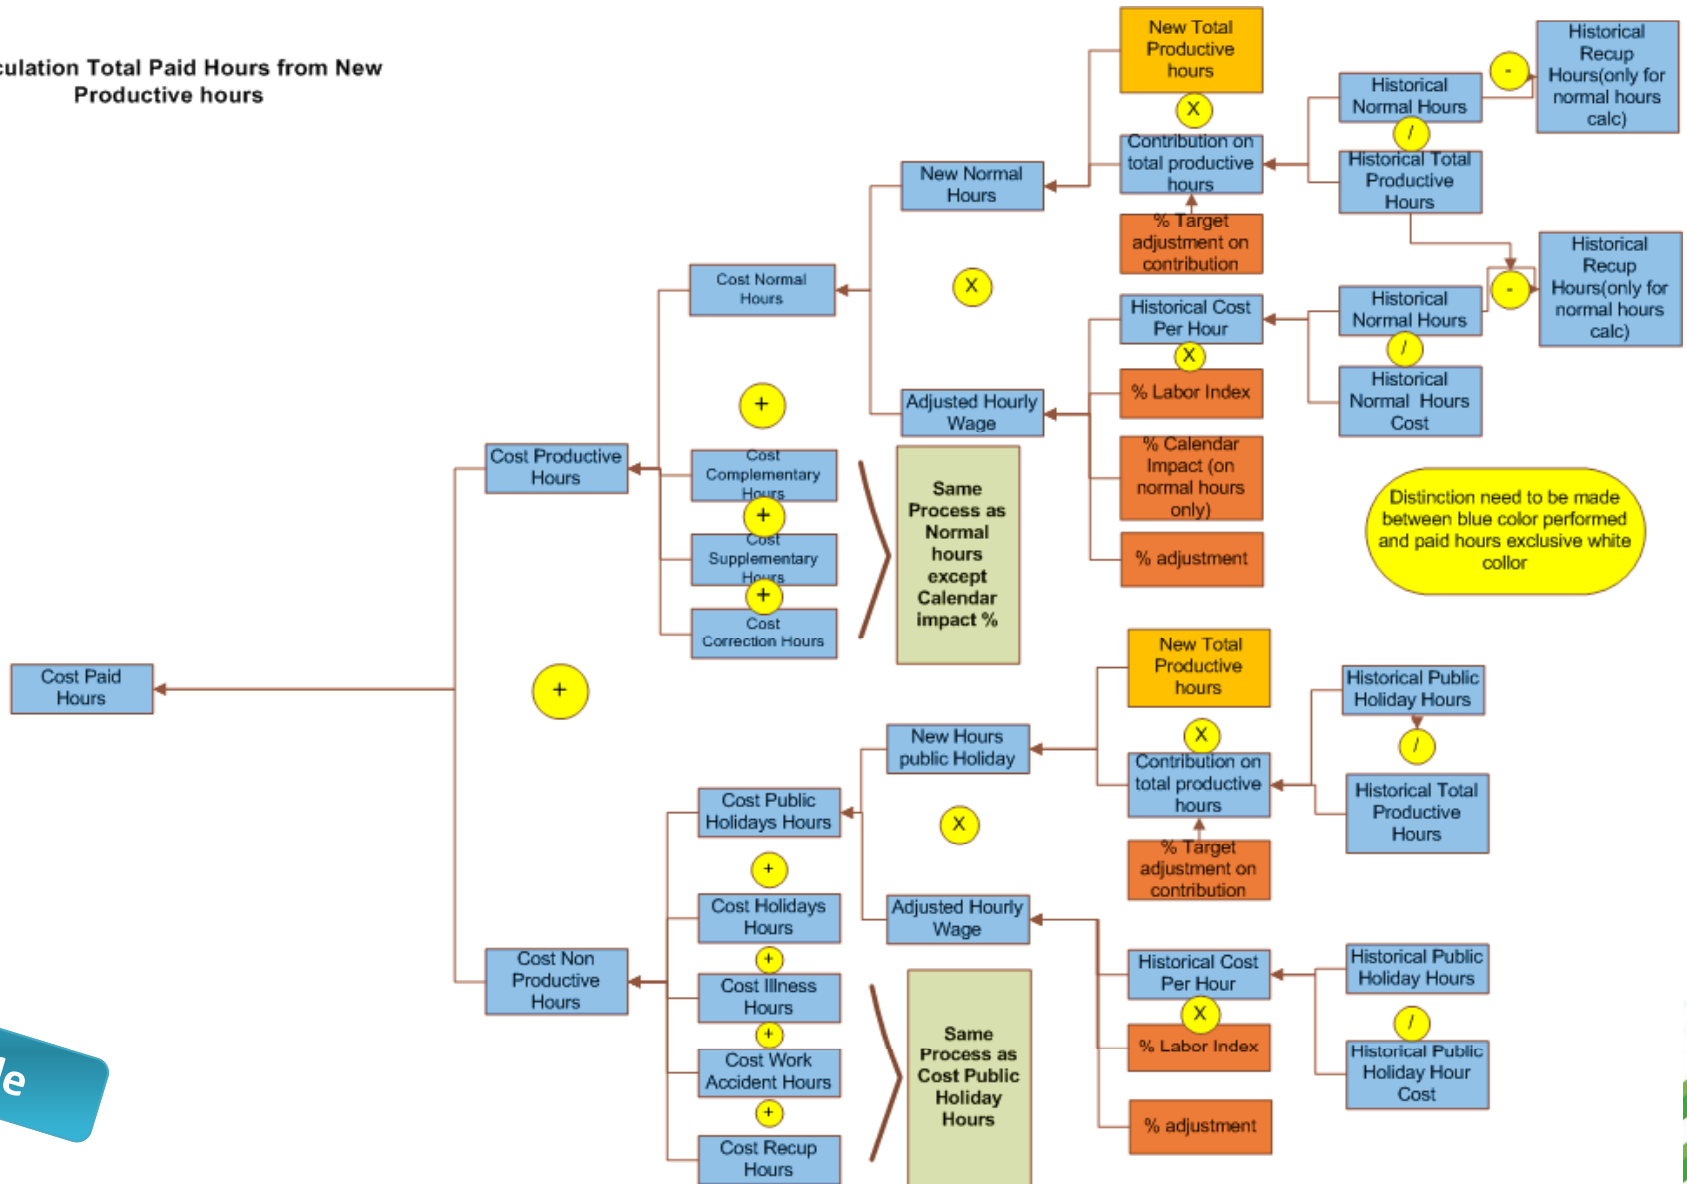 culation Total Paid Hours from New
Productive hours
New Total
Productive
hours
X
Contribution on
total productive
hours
% Target
adjustment on
contribution
Historical
Normal Hours
/
Historical Total
Productive
Hours
-
Historical
Recup
Hours(only for
normal hours
calc)
New Normal
Hours
X
Adjusted Hourly
Wage
Historical Cost
Per Hour
X
% Labor Index
% Calendar
Impact (on
normal hours
only)
% adjustment
Historical
Normal Hours
/
Historical
Normal Hours
Cost
-
Historical
Recup
Hours(only for
normal hours
calc)
Cost Normal
Hours
+
Cost
Complementary
Hours
+
Cost
Supplementary
Hours
+
Cost
Correction Hours
Same
Process as
Normal
hours
except
Calendar
impact %
Distinction need to be made
between blue color performed
and paid hours exclusive white
collor
Cost Productive
Hours
Cost Paid
Hours
+
Cost Non
Productive
Hours
New Total
Productive
hours
X
Contribution on
total productive
hours
% Target
adjustment on
contribution
Historical Public
Holiday Hours
/
Historical Total
Productive
Hours
New Hours
public Holiday
X
Adjusted Hourly
Wage
Cost Public
Holidays Hours
+
Cost Holidays
Hours
+
Cost Illness
Hours
+
Cost Work
Accident Hours
+
Cost Recup
Hours
Same
Process as
Cost Public
Holiday
Hours
Historical Cost
Per Hour
X
% Labor Index
% adjustment
Historical Public
Holiday Hours
/
Historical Public
Holiday Hour
Cost
le